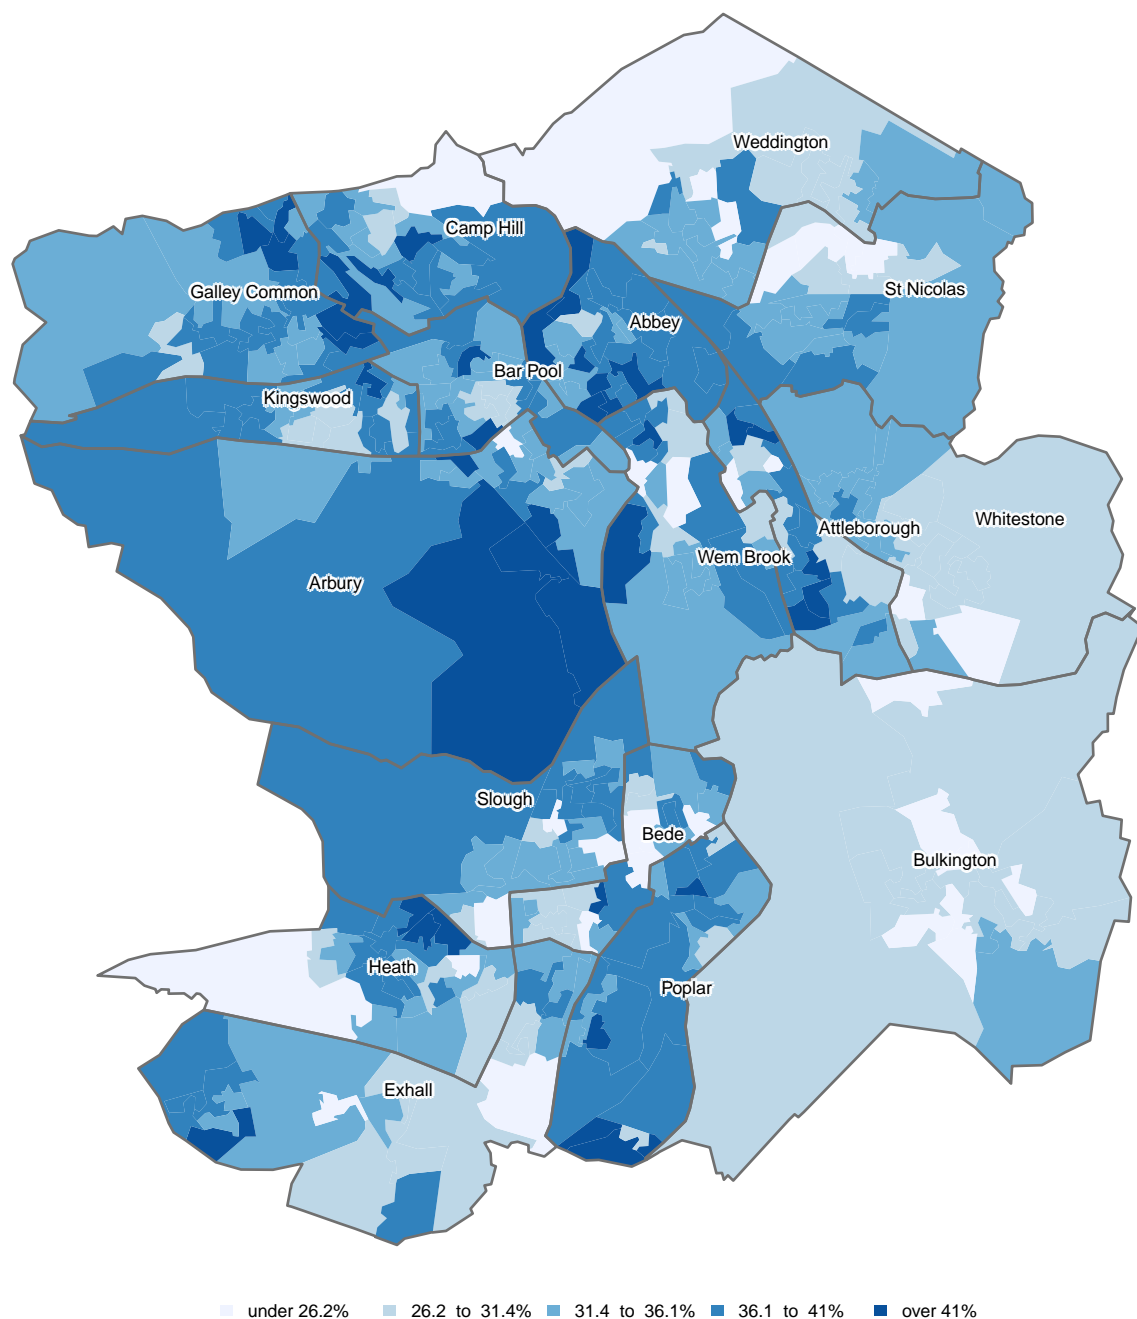 Weddington
Camp Hill
St Nicolas
Galley Common
Abbey
Bar Pool
Kingswood
Whitestone
Attleborough
Wem Brook
Arbury
Slough
Bede
Bulkington
Heath
Poplar
Exhall
under 26.2% 26.2 to 31.4% 31.4 to 36.1% 36.1 to 41% over 41%